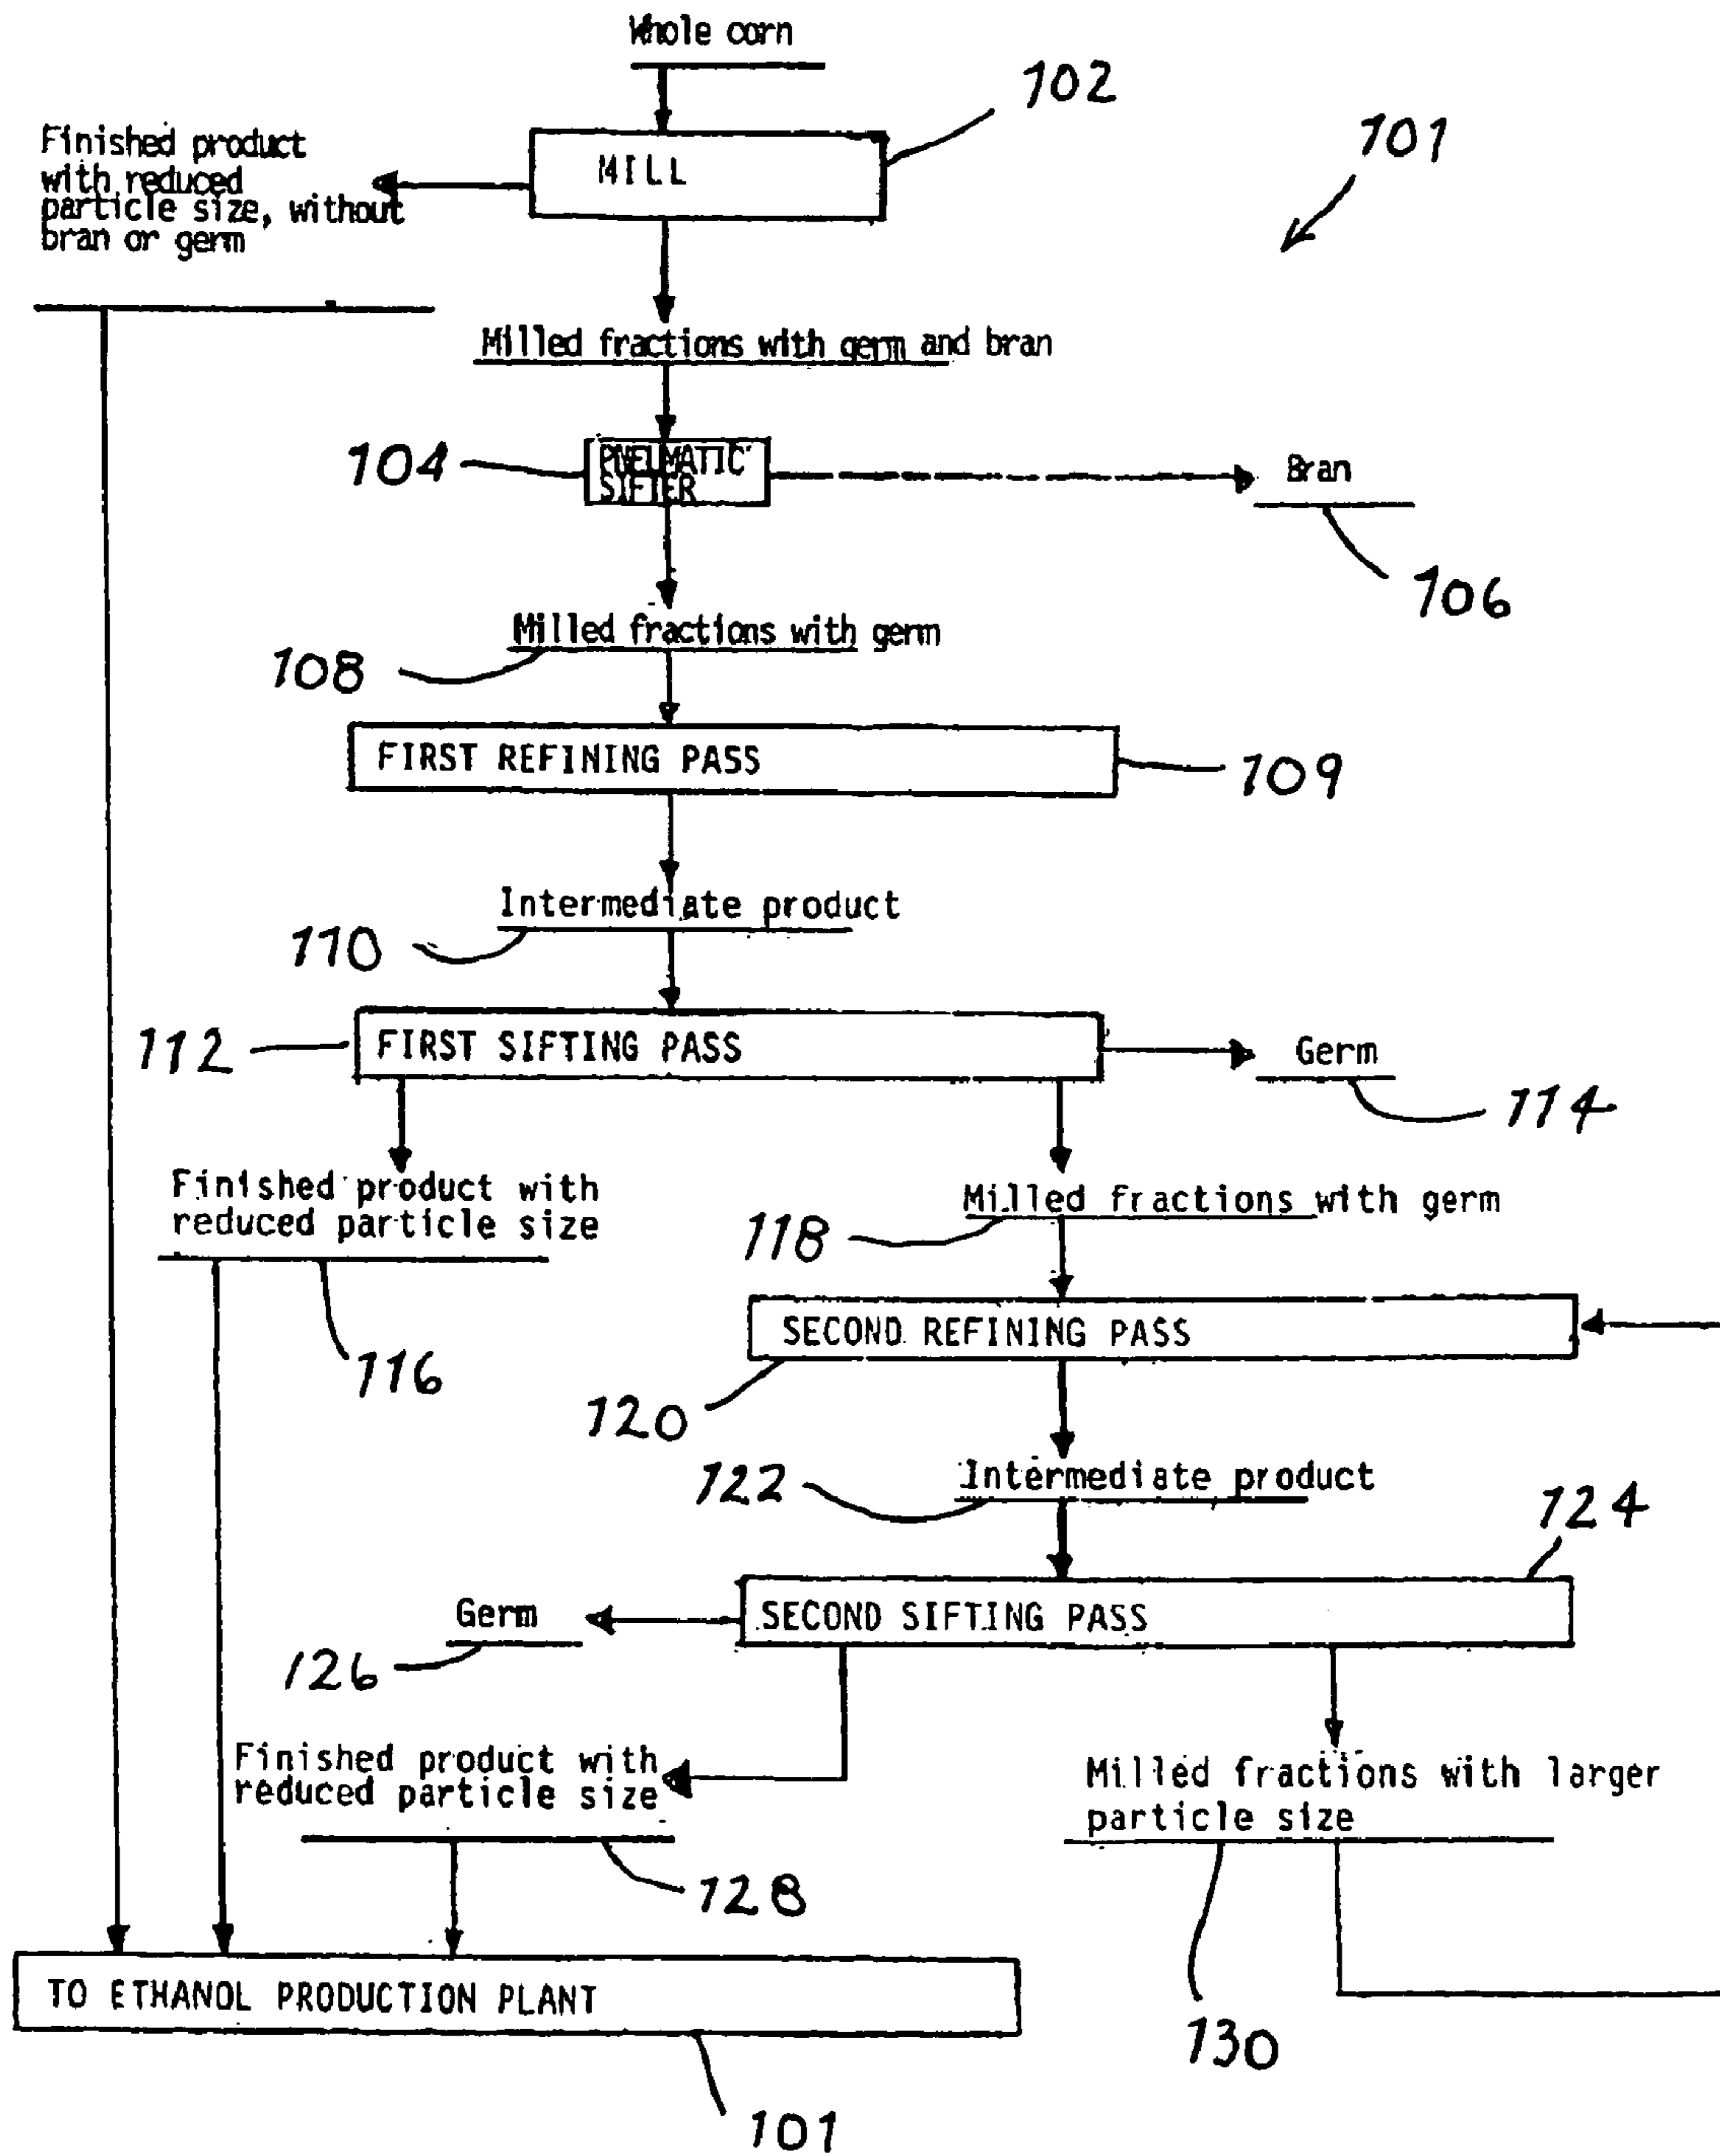 Whole corn
102
101
Finished product
with reduced
particle size, without
bran or germ
MILL
Milled fractions with germ and bran
104
PNEUMATIC
SIFTER
Bran
106
Milled fractions with germ
108
FIRST REFINING PASS
109
Intermediate product
110
112
FIRST SIFTING PASS
Germ
114
Finished product with
reduced particle size
Milled fractions with germ
118
116
SECOND REFINING PASS
120
Intermediate product
122
124
Germ
SECOND SIFTING PASS
126
Finished product with
reduced particle size
Milled fractions with larger
particle size
128
TO ETHANOL PRODUCTION PLANT
130
101